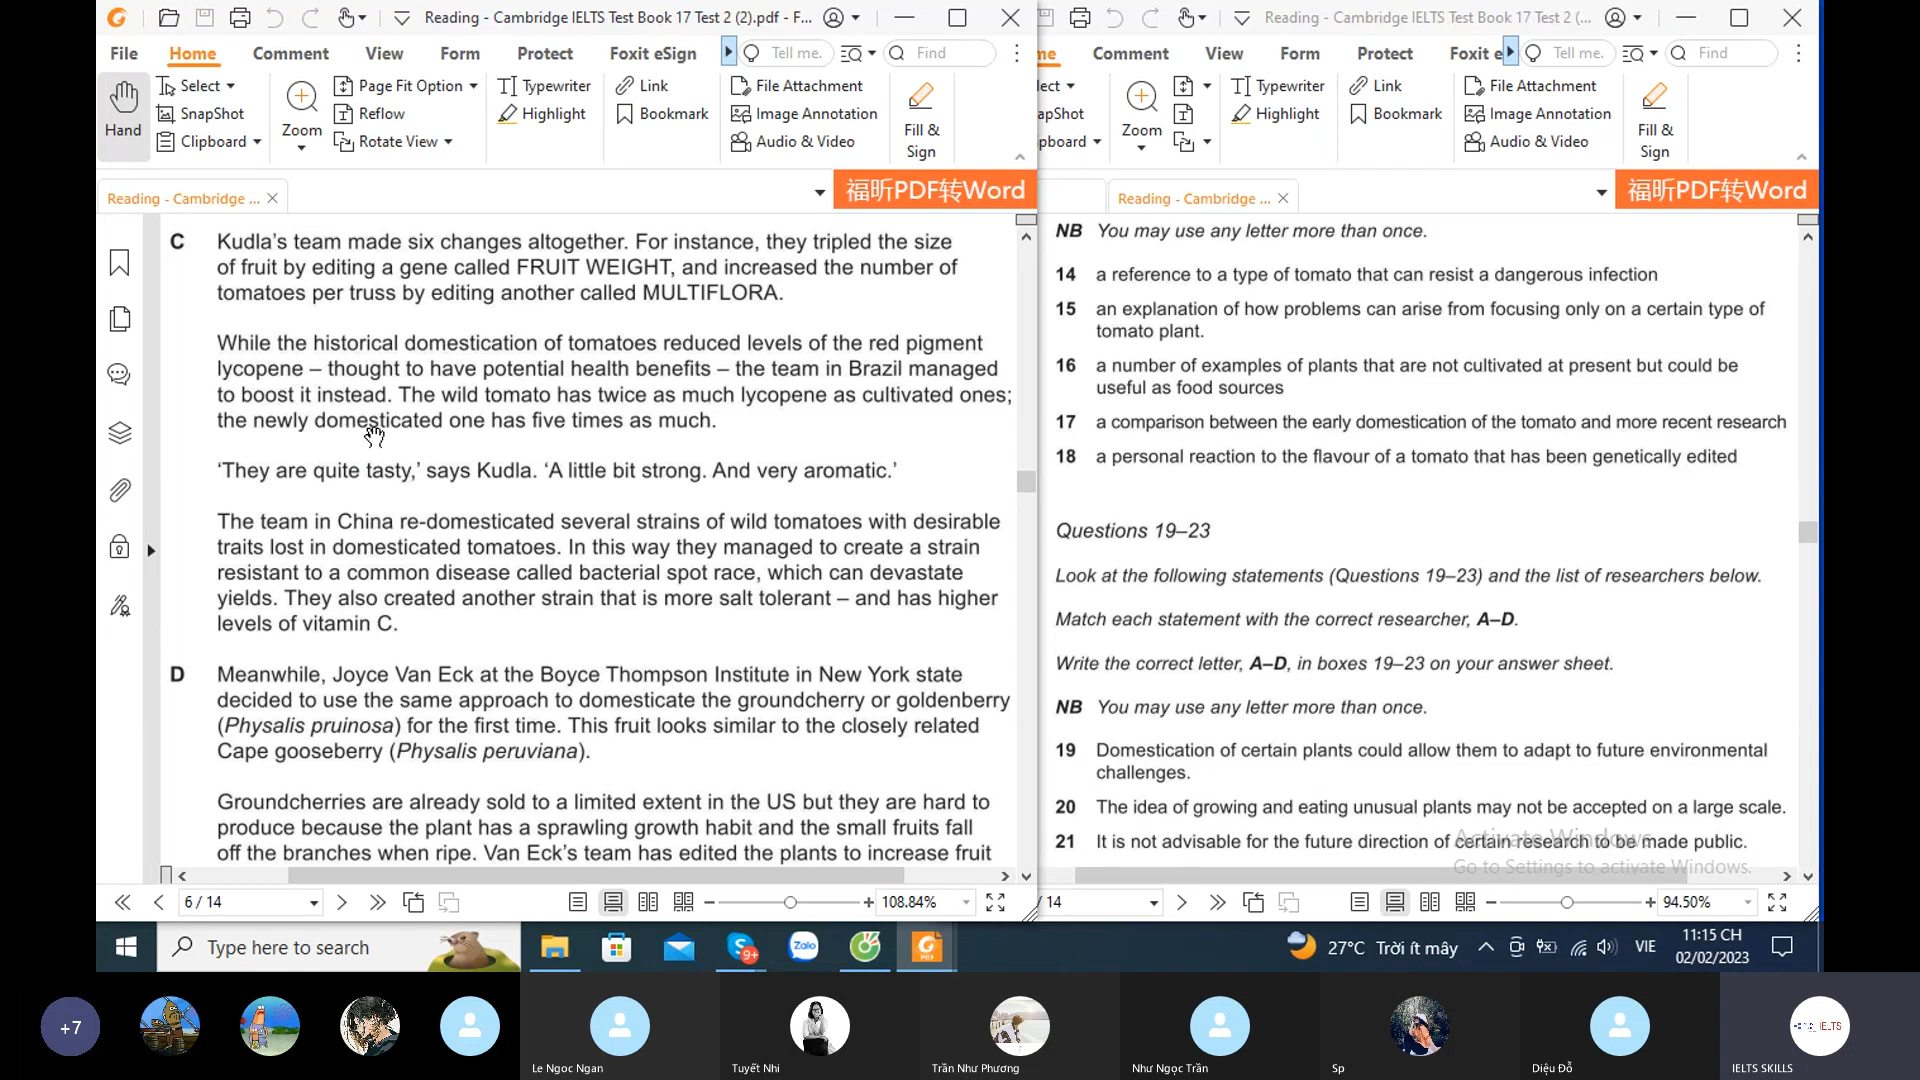 Reading - Cambridge IELTS Test Book 17 Test 2 (2).pdf - F...
File Home Comment View Form Protect Foxit eSign Tell me. Find
Hand
Select
SnapShot
Clipboard
Zoom
Page Fit Option
Reflow
Rotate View
Typewriter
Highlight
Link
Bookmark
File Attachment
Image Annotation
Audio & Video
Fill &
Sign
Reading - Cambridge ...
福昕PDF转Word
C Kudla's team made six changes altogether. For instance, they tripled the size
of fruit by editing a gene called FRUIT WEIGHT, and increased the number of
tomatoes per truss by editing another called MULTIFLORA.
While the historical domestication of tomatoes reduced levels of the red pigment
lycopene – thought to have potential health benefits – the team in Brazil managed
to boost it instead. The wild tomato has twice as much lycopene as cultivated ones;
the newly domesticated one has five times as much.
'They are quite tasty,' says Kudla. 'A little bit strong. And very aromatic.'
The team in China re-domesticated several strains of wild tomatoes with desirable
traits lost in domesticated tomatoes. In this way they managed to create a strain
resistant to a common disease called bacterial spot race, which can devastate
yields. They also created another strain that is more salt tolerant – and has higher
levels of vitamin C.
D Meanwhile, Joyce Van Eck at the Boyce Thompson Institute in New York state
decided to use the same approach to domesticate the groundcherry or goldenberry
(Physalis pruinosa) for the first time. This fruit looks similar to the closely related
Cape gooseberry (Physalis peruviana).
Groundcherries are already sold to a limited extent in the US but they are hard to
produce because the plant has a sprawling growth habit and the small fruits fall
off the branches when ripe. Van Eck's team has edited the plants to increase fruit
6 / 14
108.84%
Reading - Cambridge IELTS Test Book 17 Test 2 (...
me Comment View Form Protect Foxit e Tell me. Find
lect
apShot
pboard
Zoom
Typewriter
Highlight
Link
Bookmark
File Attachment
Image Annotation
Audio & Video
Fill &
Sign
Reading - Cambridge ...
福昕PDF转Word
NB You may use any letter more than once.
14 a reference to a type of tomato that can resist a dangerous infection
15 an explanation of how problems can arise from focusing only on a certain type of
tomato plant.
16 a number of examples of plants that are not cultivated at present but could be
useful as food sources
17 a comparison between the early domestication of the tomato and more recent research
18 a personal reaction to the flavour of a tomato that has been genetically edited
Questions 19–23
Look at the following statements (Questions 19–23) and the list of researchers below.
Match each statement with the correct researcher, A–D.
Write the correct letter, A–D, in boxes 19–23 on your answer sheet.
NB You may use any letter more than once.
19 Domestication of certain plants could allow them to adapt to future environmental
challenges.
20 The idea of growing and eating unusual plants may not be accepted on a large scale.
21 It is not advisable for the future direction of certain research to be made public.
Activate Windows
Go to Settings to activate Windows.
/ 14
94.50%
Type here to search
9+
Zalo
PDF
27°C Trời ít mây
VIE
11:15 CH
02/02/2023
+7
Le Ngoc Ngan
Tuyết Nhi
Trần Như Phương
Như Ngọc Trần
Sp
Diệu Đỗ
IELTS
IELTS SKILLS